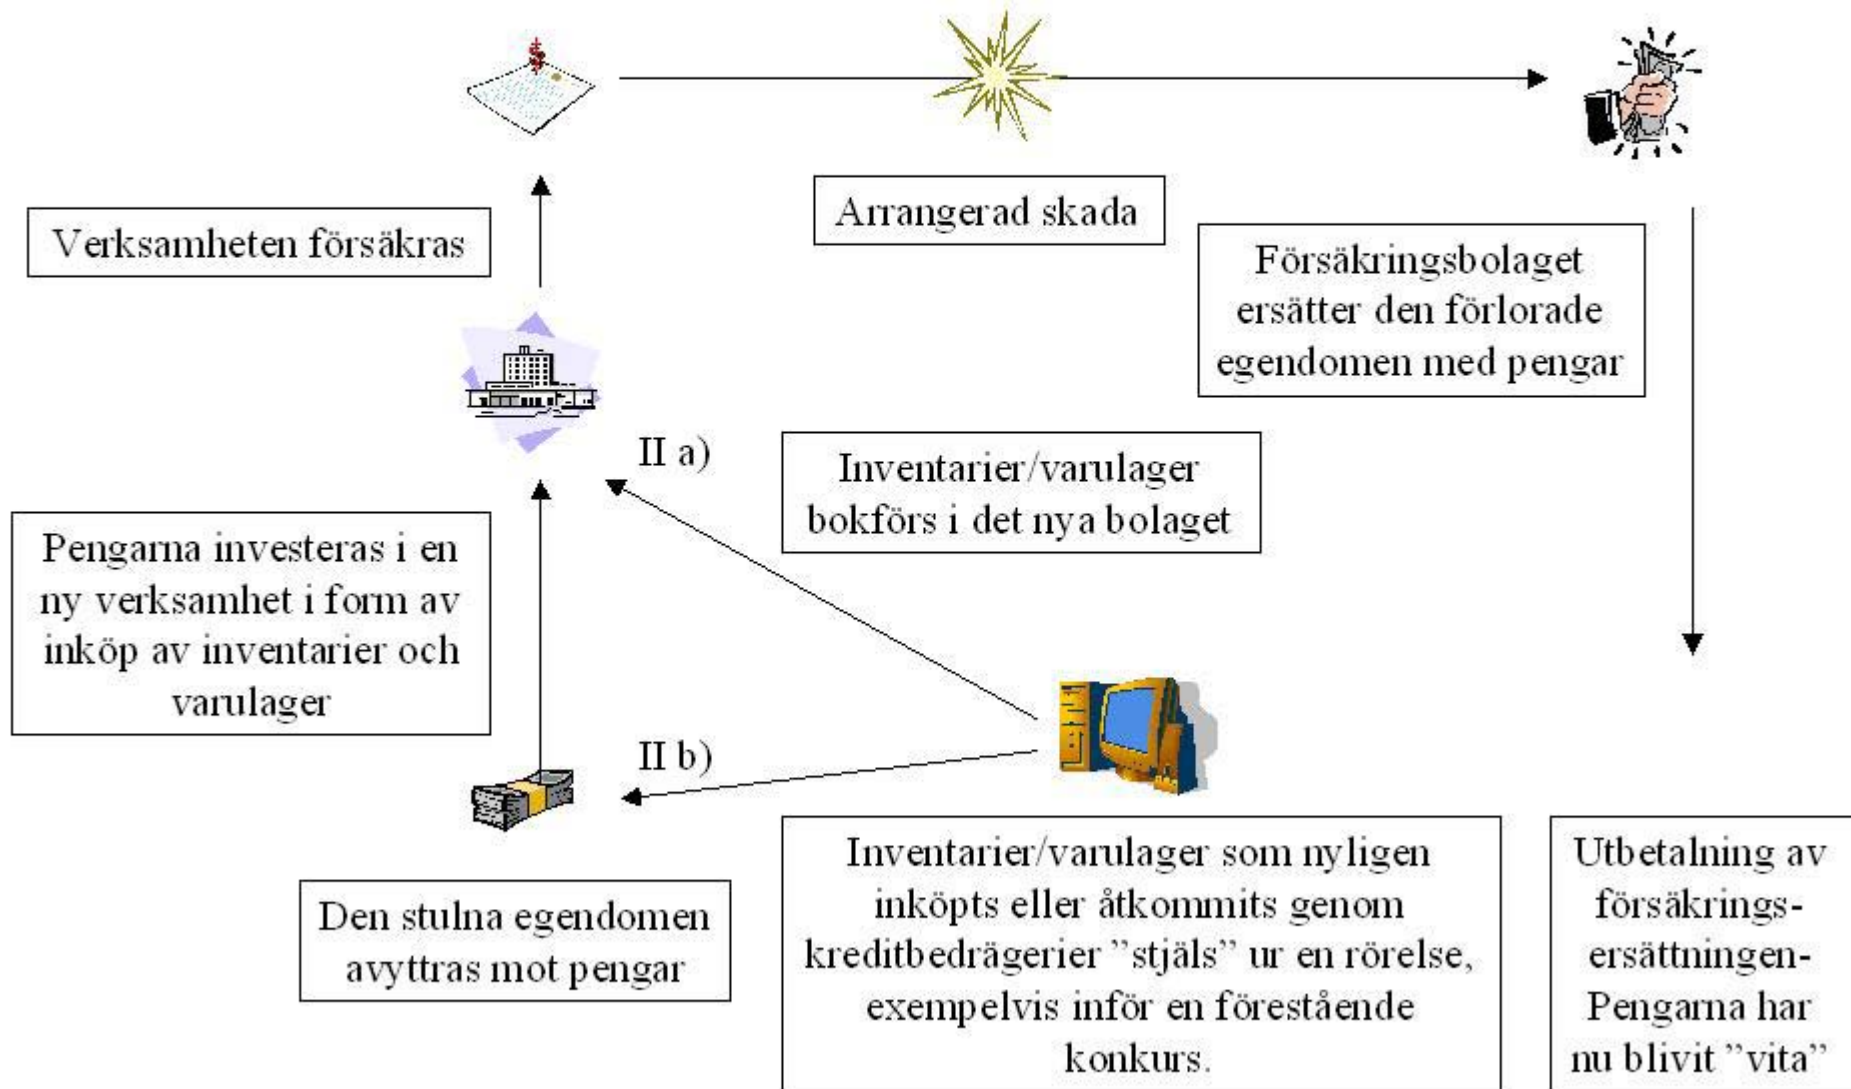 Arrangerad skada
Verksamheten försäkras
Försäkringsbolaget
ersätter den förlorade
egendomen med pengar
II a)
Inventarier/varulager
bokförs i det nya bolaget
Pengarna investeras i en
ny verksamhet i form av
inköp av inventarier och
varulager
II b)
Den stulna egendomen
avyttras mot pengar
Inventarier/varulager som nyligen
inköpts eller åtkommits genom
kreditbedrägerier ”stjäls” ur en rörelse,
exempelvis inför en förestående
konkurs.
Utbetalning av
försäkrings-
ersättningen-
Pengarna har
nu blivit ”vita”